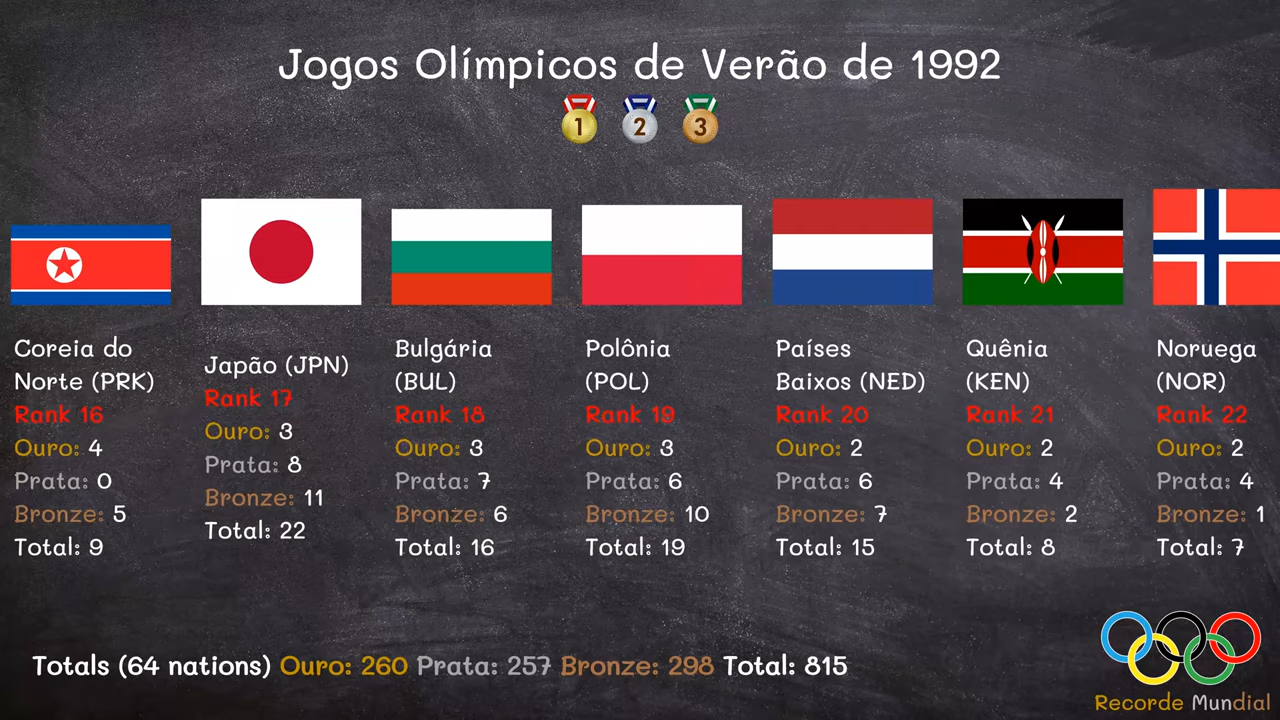 Jogos Olímpicos de Verão de 1992
1 2 3
Coreia do
Norte (PRK)
Rank 16
Ouro: 4
Prata: 0
Bronze: 5
Total: 9
Japão (JPN)
Rank 17
Ouro: 3
Prata: 8
Bronze: 11
Total: 22
Bulgária
(BUL)
Rank 18
Ouro: 3
Prata: 7
Bronze: 6
Total: 16
Polônia
(POL)
Rank 19
Ouro: 3
Prata: 6
Bronze: 10
Total: 19
Países
Baixos (NED)
Rank 20
Ouro: 2
Prata: 6
Bronze: 7
Total: 15
Quênia
(KEN)
Rank 21
Ouro: 2
Prata: 4
Bronze: 2
Total: 8
Noruega
(NOR)
Rank 22
Ouro: 2
Prata: 4
Bronze: 1
Total: 7
Totals (64 nations) Ouro: 260 Prata: 257 Bronze: 298 Total: 815
Recorde Mundial